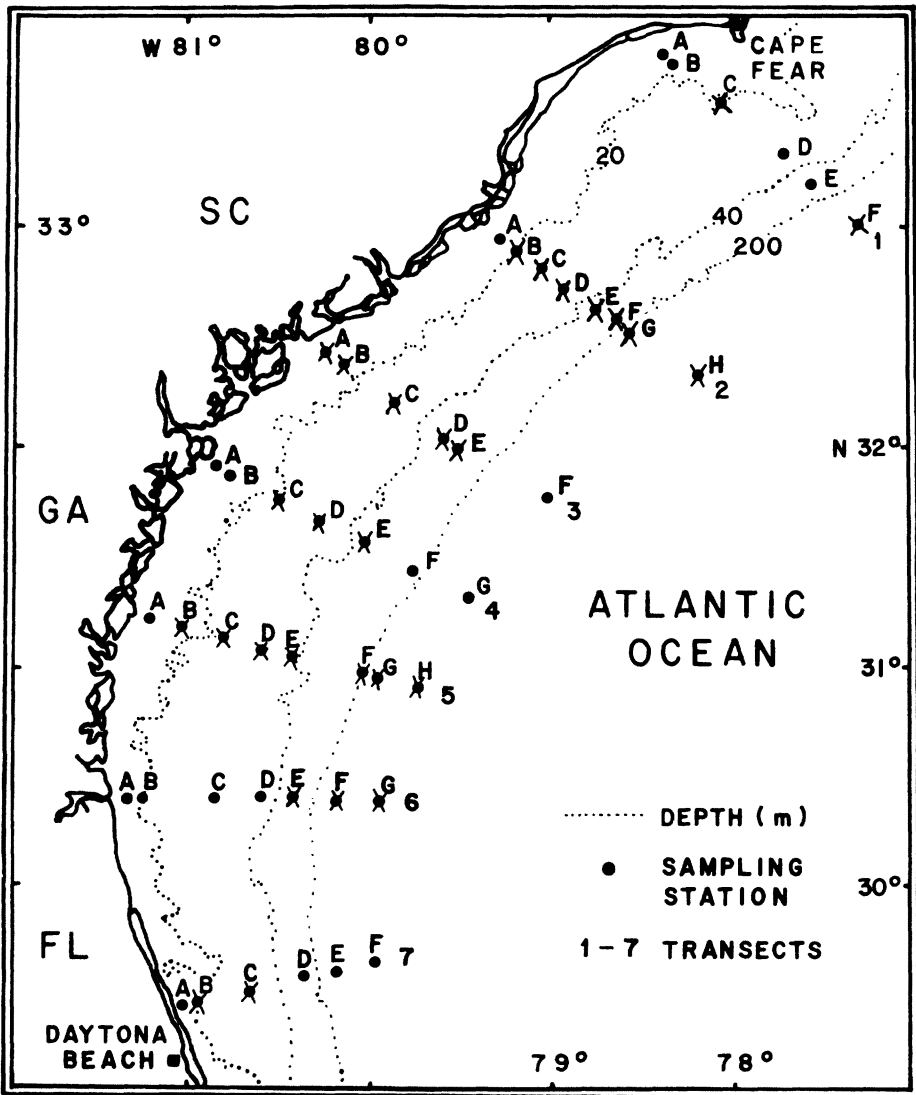 W 81° 80°
A
B
CAPE
FEAR
C
20
D
E
SC
33°
40
F
1
200
A
B
C
D
E
F
G
H
2
A
B
C
D
E
F
3
N 32°
A
B
C
D
E
F
G
4
GA
ATLANTIC
OCEAN
A
B
C
D
E
F
G
H
5
31°
A B C D E F G 6
DEPTH (m)
SAMPLING
STATION
30°
1-7 TRANSECTS
FL
A B C D E F 7
DAYTONA
BEACH
79° 78°